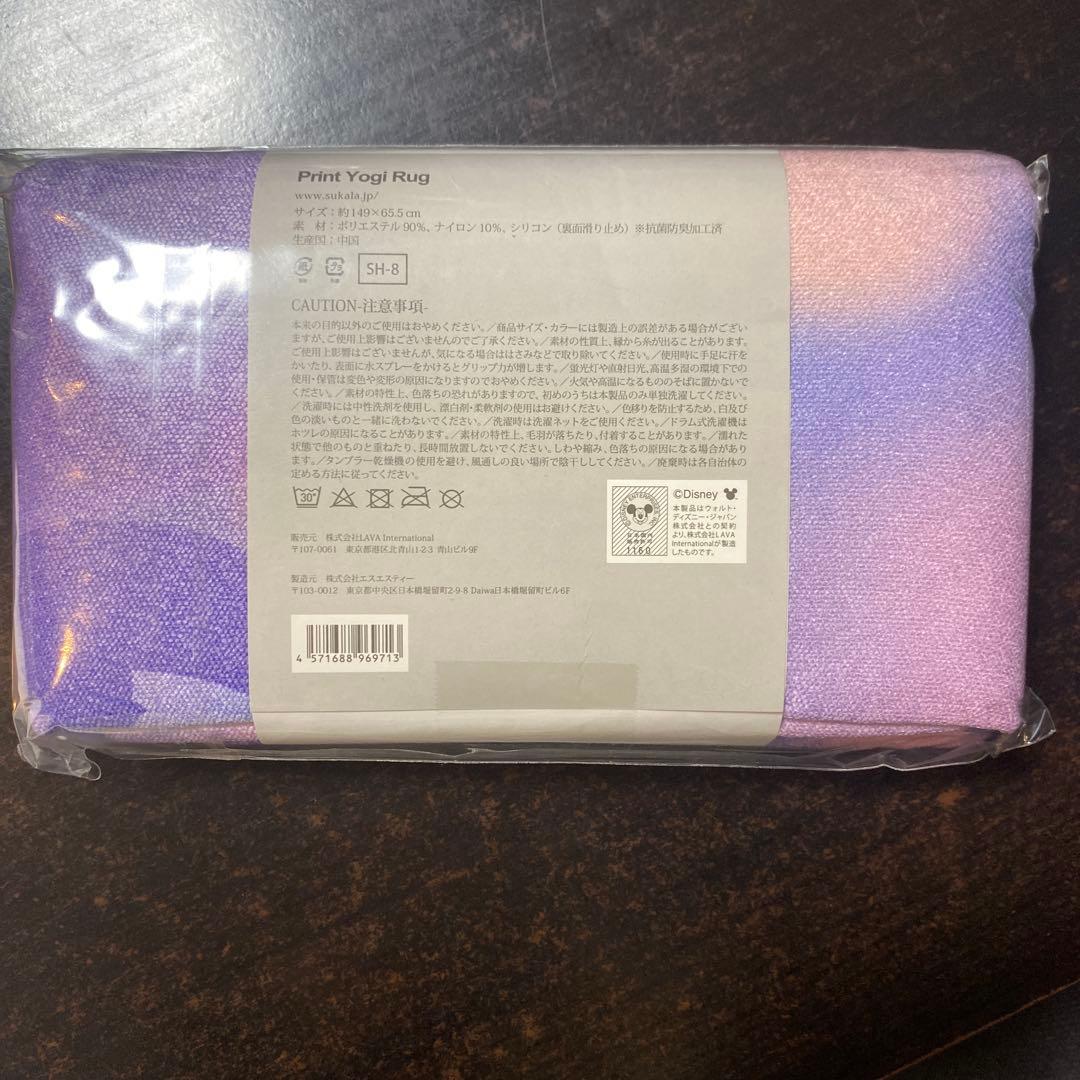 Print Yogi Rug
www.sukala.jp/
サイズ：約149×65.5㎝
素　材：ポリエステル90%、ナイロン10%、シリコン（裏面滑り止め）※抗菌防臭加工済
生産国：中国
紙 プラ SH-8
CAUTION-注意事項-
本来の目的以外のご使用はおやめください。／商品サイズ・カラーには製造上の誤差がある場合がござい
ますが、ご使用上影響はございませんのでご了承ください。／素材の性質上、縁から糸が出ることがあります。
ご使用上影響はございませんが、気になる場合ははさみなどで取り除いてください。／使用時に手足に汗を
かいたり、表面に水スプレーをかけるとグリップ力が増します。／蛍光灯や直射日光、高温多湿の環境下での
使用・保管は変色や変形の原因になりますのでおやめください。／火気や高温になるもののそばに置かないで
ください。／素材の特性上、色落ちの恐れがありますので、初めのうちは本製品のみ単独洗濯してください。
／洗濯時には中性洗剤を使用し、漂白剤・柔軟剤の使用はお避けください。／色移りを防止するため、白及び
色の淡いものと一緒に洗わないでください。／洗濯時は洗濯ネットをご使用ください。／ドラム式洗濯機は
ホツレの原因になることがあります。／素材の特性上、毛羽が落ちたり、付着することがあります。／濡れた
状態で他のものと重ねたり、長時間放置しないでください。しわや縮み、色落ちの原因になる場合があり
ます。／タンブラー乾燥機の使用を避け、風通しの良い場所で陰干ししてください。／廃棄時は各自治体の
定める方法に従ってください。
30
販売元　株式会社LAVA International
〒107-0061　東京都港区北青山1-2-3 青山ビル9F
製造元　株式会社エスエスティー
〒103-0012　東京都中央区日本橋堀留町2-9-8 Daiwa日本橋堀留町ビル6F
4 571688 969713
©DISNEY ENTERPRISES, INC.
日本国内
販売許可
1160
©Disney
本製品はウォルト・
ディズニー・ジャパン
株式会社との契約
より、株式会社LAVA
Internationalが製造
したものです。